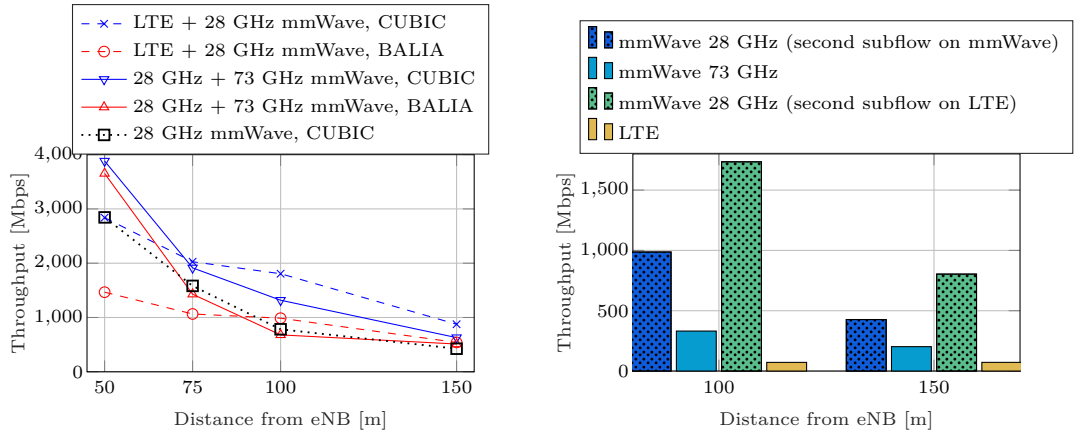 LTE + 28 GHz mmWave, CUBIC
LTE + 28 GHz mmWave, BALIA
28 GHz + 73 GHz mmWave, CUBIC
28 GHz + 73 GHz mmWave, BALIA
28 GHz mmWave, CUBIC
4,000
3,000
2,000
1,000
0
Throughput [Mbps]
50
75
100
150
Distance from eNB [m]
mmWave 28 GHz (second subflow on mmWave)
mmWave 73 GHz
mmWave 28 GHz (second subflow on LTE)
LTE
1,500
1,000
500
0
Throughput [Mbps]
100
150
Distance from eNB [m]